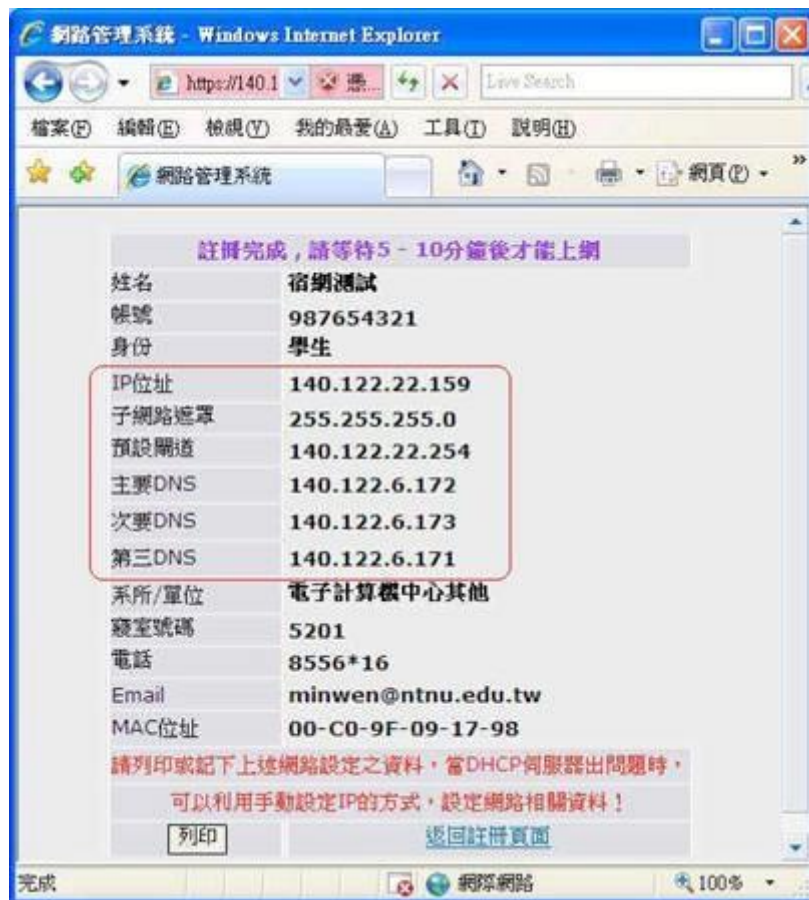 網路管理系統 - Windows Internet Explorer
https://140.1 憑... Live Search
檔案(F) 編輯(E) 檢視(V) 我的最愛(A) 工具(T) 說明(H)
網路管理系統 網頁(P) »
註冊完成,請等待5 - 10分鐘後才能上網
姓名 宿網測試
帳號 987654321
身份 學生
IP位址 140.122.22.159
子網路遮罩 255.255.255.0
預設閘道 140.122.22.254
主要DNS 140.122.6.172
次要DNS 140.122.6.173
第三DNS 140.122.6.171
系所/單位 電子計算機中心其他
寢室號碼 5201
電話 8556*16
Email minwen@ntnu.edu.tw
MAC位址 00-C0-9F-09-17-98
請列印或記下上述網路設定之資料,當DHCP伺服器出問題時,
可以利用手動設定IP的方式,設定網路相關資料!
列印 返回註冊頁面
完成 網際網路 100%